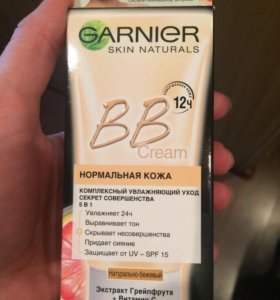 GARNIER
SKIN NATURALS
BB
12ч
Cream
НОРМАЛЬНАЯ КОЖА
КОМПЛЕКСНЫЙ УВЛАЖНЯЮЩИЙ УХОД
СЕКРЕТ СОВЕРШЕНСТВА
5 В 1
Увлажняет 24ч
Выравнивает тон
Скрывает несовершенства
Придает сияние
Защищает от UV – SPF 15
Натурально-бежевый
Экстракт Грейпфрута
+ Витамин C